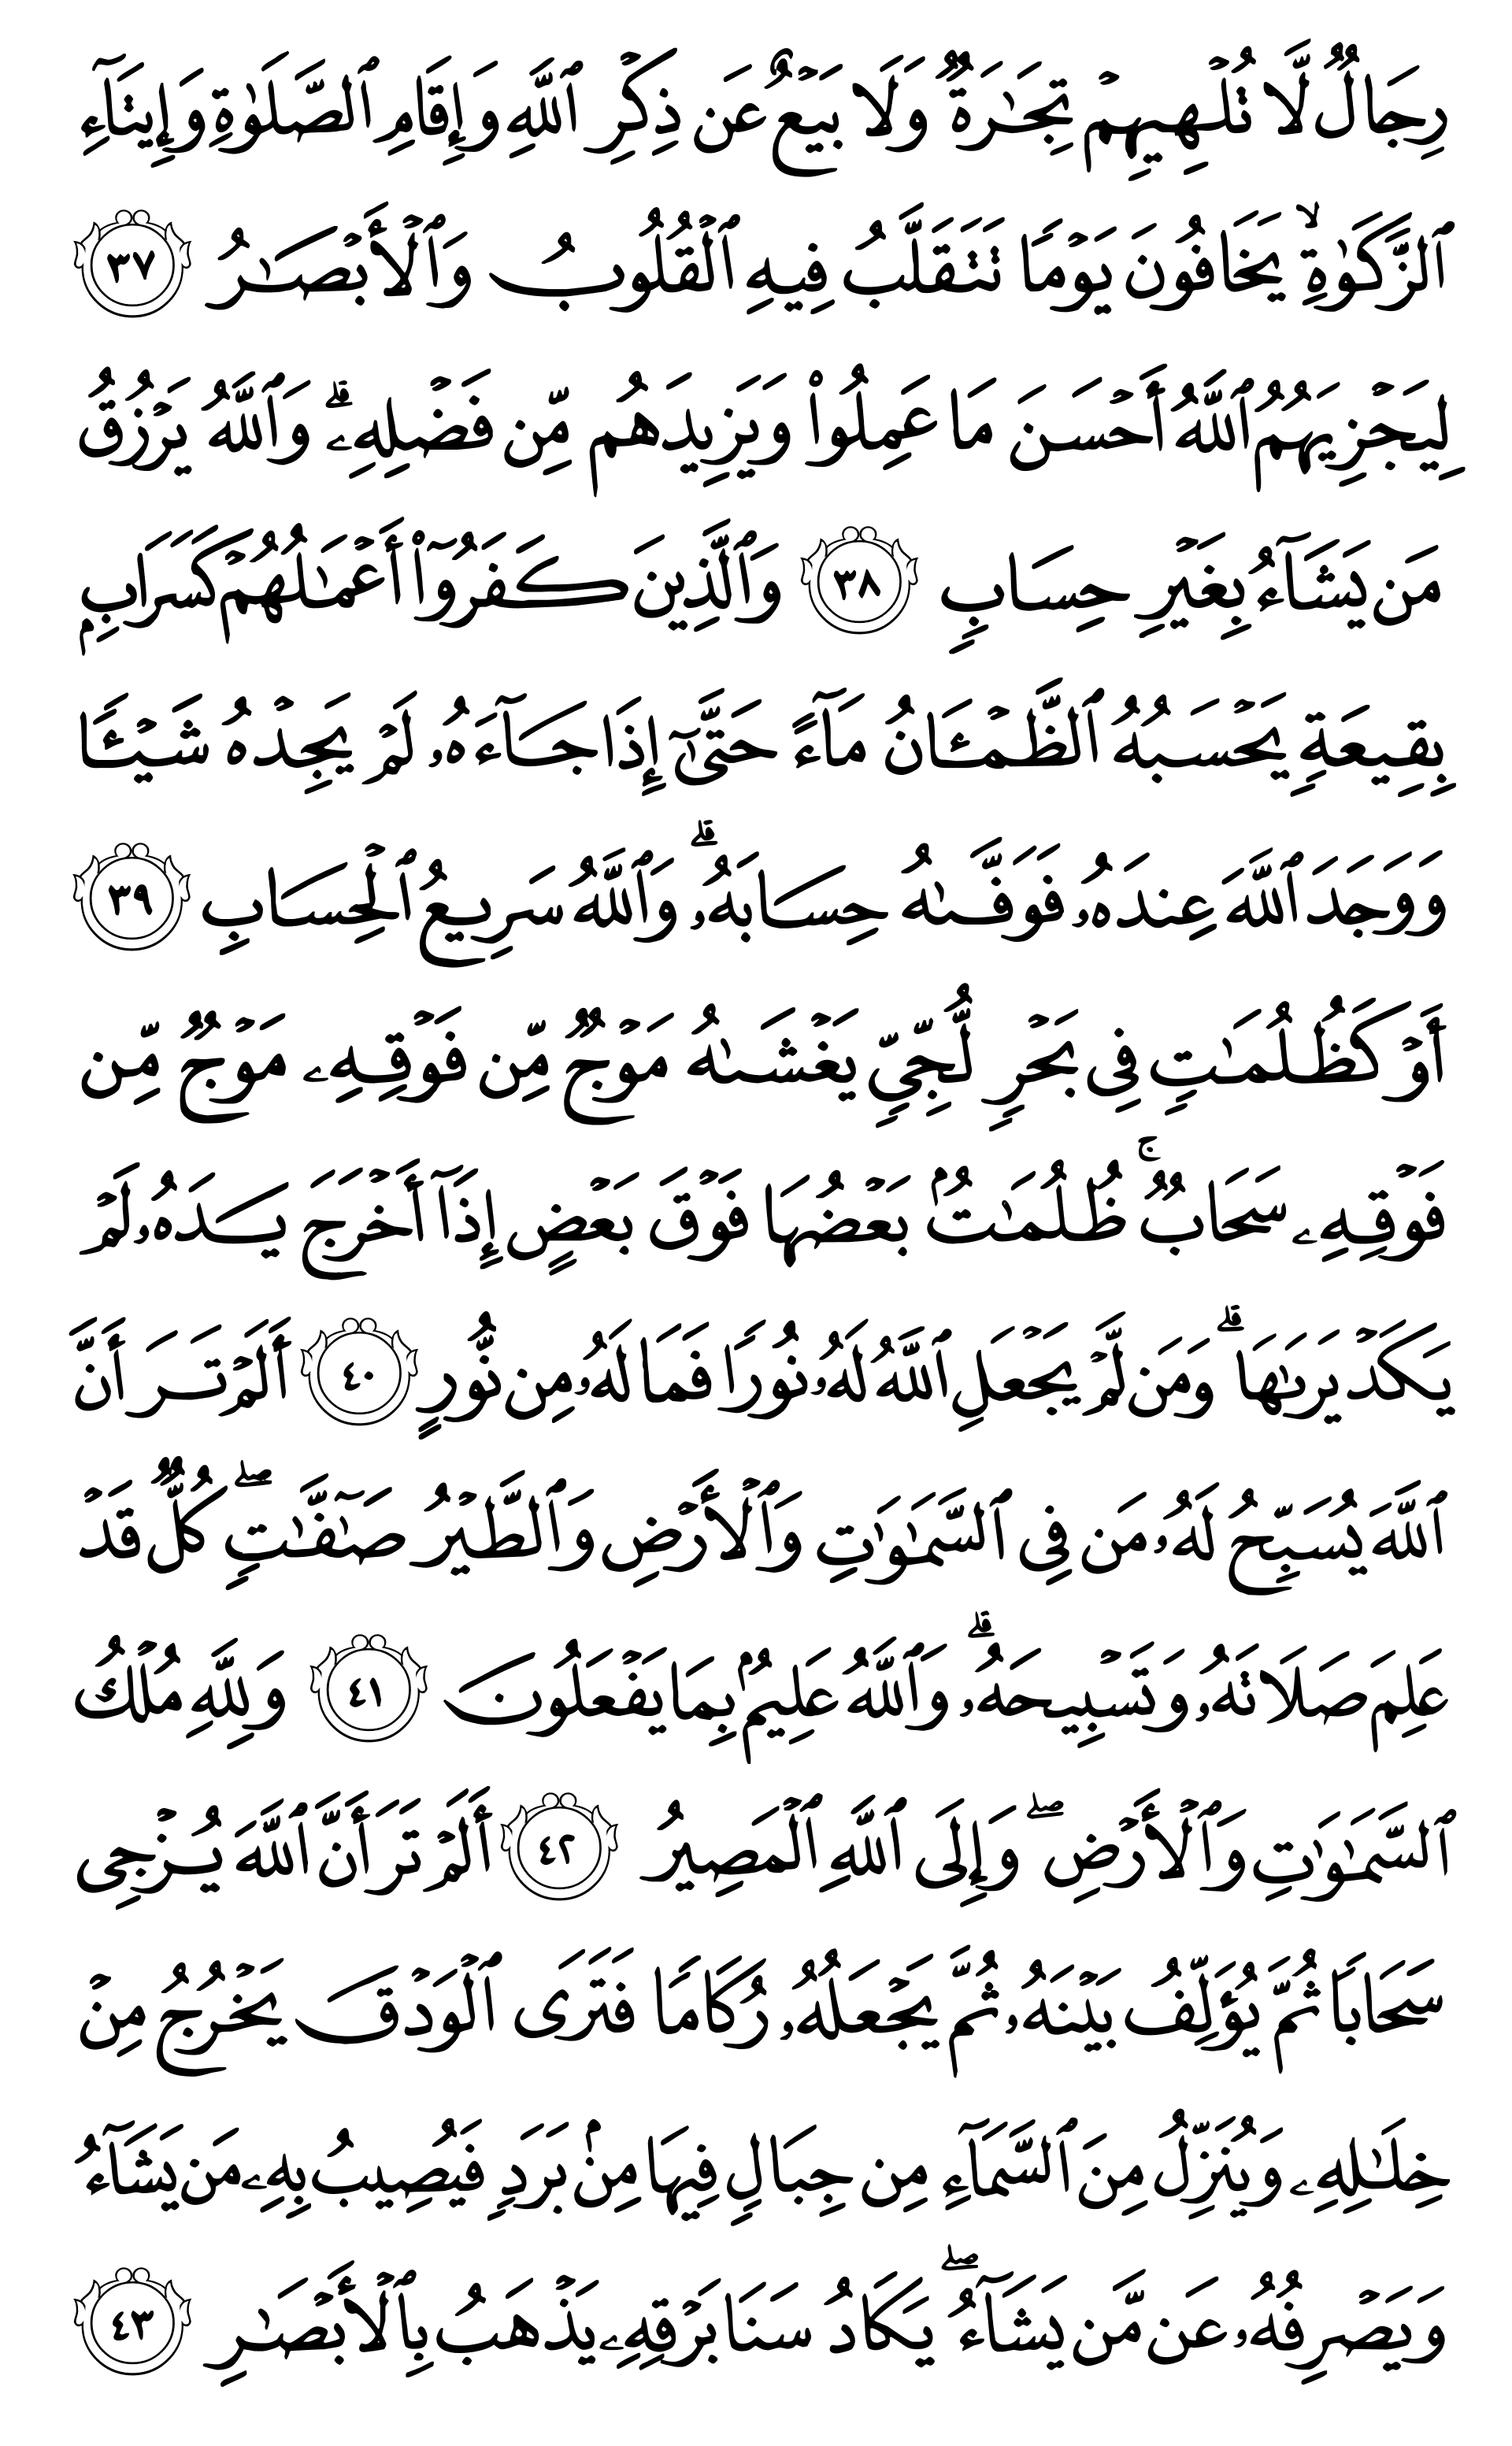 رِجَالٌ لَّا تُلْهِيهِمْ تِجَـٰرَةٌ وَلَا بَيْعٌ عَن ذِكْرِ ٱللَّهِ وَإِقَامِ ٱلصَّلَوٰةِ وَإِيتَآءِ
ٱلزَّكَوٰةِ ۙ يَخَافُونَ يَوْمًا تَتَقَلَّبُ فِيهِ ٱلْقُلُوبُ وَٱلْأَبْصَـٰرُ ٣٧
لِيَجْزِيَهُمُ ٱللَّهُ أَحْسَنَ مَا عَمِلُوا۟ وَيَزِيدَهُم مِّن فَضْلِهِۦ ۗ وَٱللَّهُ يَرْزُقُ
مَن يَشَآءُ بِغَيْرِ حِسَابٍ ٣٨ وَٱلَّذِينَ كَفَرُوٓا۟ أَعْمَـٰلُهُمْ كَسَرَابٍۭ
بِقِيعَةٍ يَحْسَبُهُ ٱلظَّمْـَٔانُ مَآءً حَتَّىٰٓ إِذَا جَآءَهُۥ لَمْ يَجِدْهُ شَيْـًٔا
وَوَجَدَ ٱللَّهَ عِندَهُۥ فَوَفَّىٰهُ حِسَابَهُۥ ۗ وَٱللَّهُ سَرِيعُ ٱلْحِسَابِ ٣٩
أَوْ كَظُلُمَـٰتٍ فِى بَحْرٍ لُّجِّىٍّ يَغْشَىٰهُ مَوْجٌ مِّن فَوْقِهِۦ مَوْجٌ مِّن
فَوْقِهِۦ سَحَابٌ ۚ ظُلُمَـٰتٌۢ بَعْضُهَا فَوْقَ بَعْضٍ إِذَآ أَخْرَجَ يَدَهُۥ لَمْ
يَكَدْ يَرَىٰهَا ۗ وَمَن لَّمْ يَجْعَلِ ٱللَّهُ لَهُۥ نُورًا فَمَا لَهُۥ مِن نُّورٍ ٤٠ أَلَمْ تَرَ أَنَّ
ٱللَّهَ يُسَبِّحُ لَهُۥ مَن فِى ٱلسَّمَـٰوَٰتِ وَٱلْأَرْضِ وَٱلطَّيْرُ صَـٰٓفَّـٰتٍ ۖ كُلٌّ قَدْ
عَلِمَ صَلَاتَهُۥ وَتَسْبِيحَهُۥ ۗ وَٱللَّهُ عَلِيمٌۢ بِمَا يَفْعَلُونَ ٤١ وَلِلَّهِ مُلْكُ
ٱلسَّمَـٰوَٰتِ وَٱلْأَرْضِ ۖ وَإِلَى ٱللَّهِ ٱلْمَصِيرُ ٤٢ أَلَمْ تَرَ أَنَّ ٱللَّهَ يُزْجِى
سَحَابًا ثُمَّ يُؤَلِّفُ بَيْنَهُۥ ثُمَّ يَجْعَلُهُۥ رُكَامًا فَتَرَى ٱلْوَدْقَ يَخْرُجُ مِنْ
خِلَـٰلِهِۦ وَيُنَزِّلُ مِنَ ٱلسَّمَآءِ مِن جِبَالٍ فِيهَا مِنۢ بَرَدٍ فَيُصِيبُ بِهِۦ مَن يَشَآءُ
وَيَصْرِفُهُۥ عَن مَّن يَشَآءُ ۖ يَكَادُ سَنَا بَرْقِهِۦ يَذْهَبُ بِٱلْأَبْصَـٰرِ ٤٣